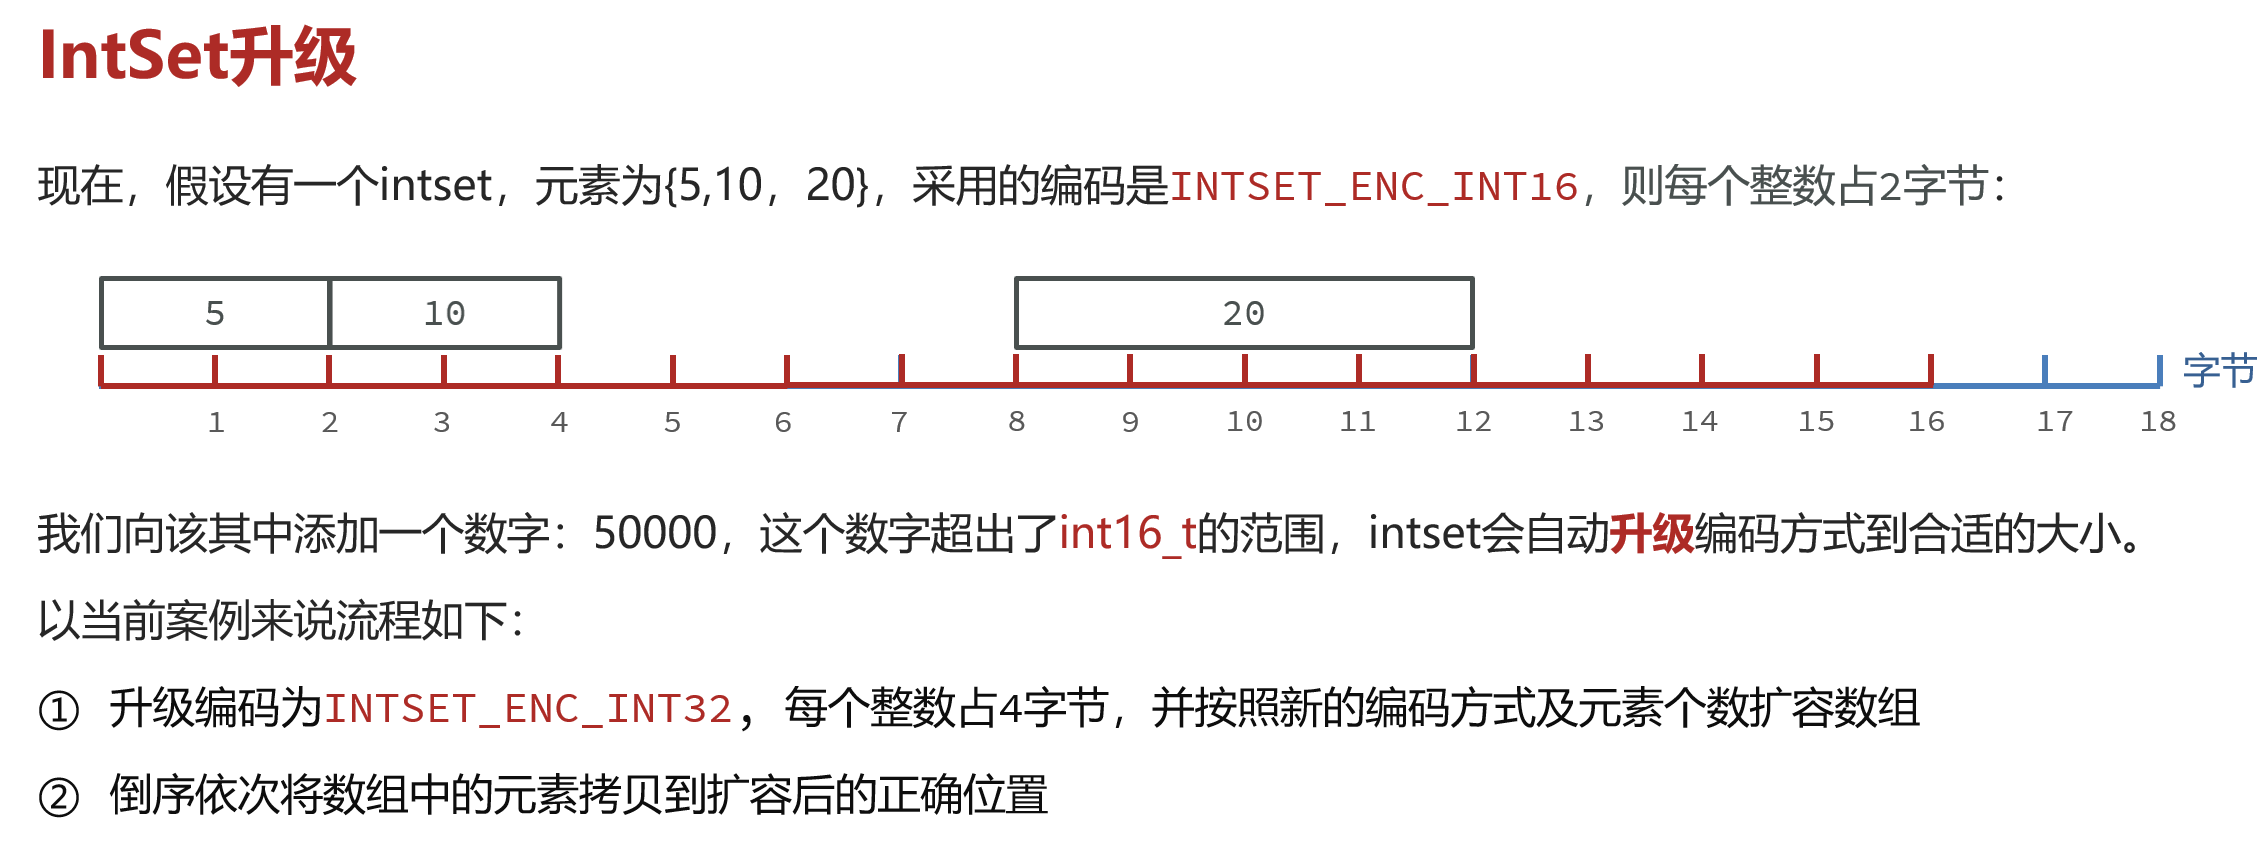 IntSet升级
现在，假设有一个intset，元素为{5,10，20}，采用的编码是INTSET_ENC_INT16，则每个整数占2字节：
5 10 20
字节
1 2 3 4 5 6 7 8 9 10 11 12 13 14 15 16 17 18
我们向该其中添加一个数字：50000，这个数字超出了int16_t的范围，intset会自动升级编码方式到合适的大小。
以当前案例来说流程如下：
① 升级编码为INTSET_ENC_INT32，每个整数占4字节，并按照新的编码方式及元素个数扩容数组
② 倒序依次将数组中的元素拷贝到扩容后的正确位置